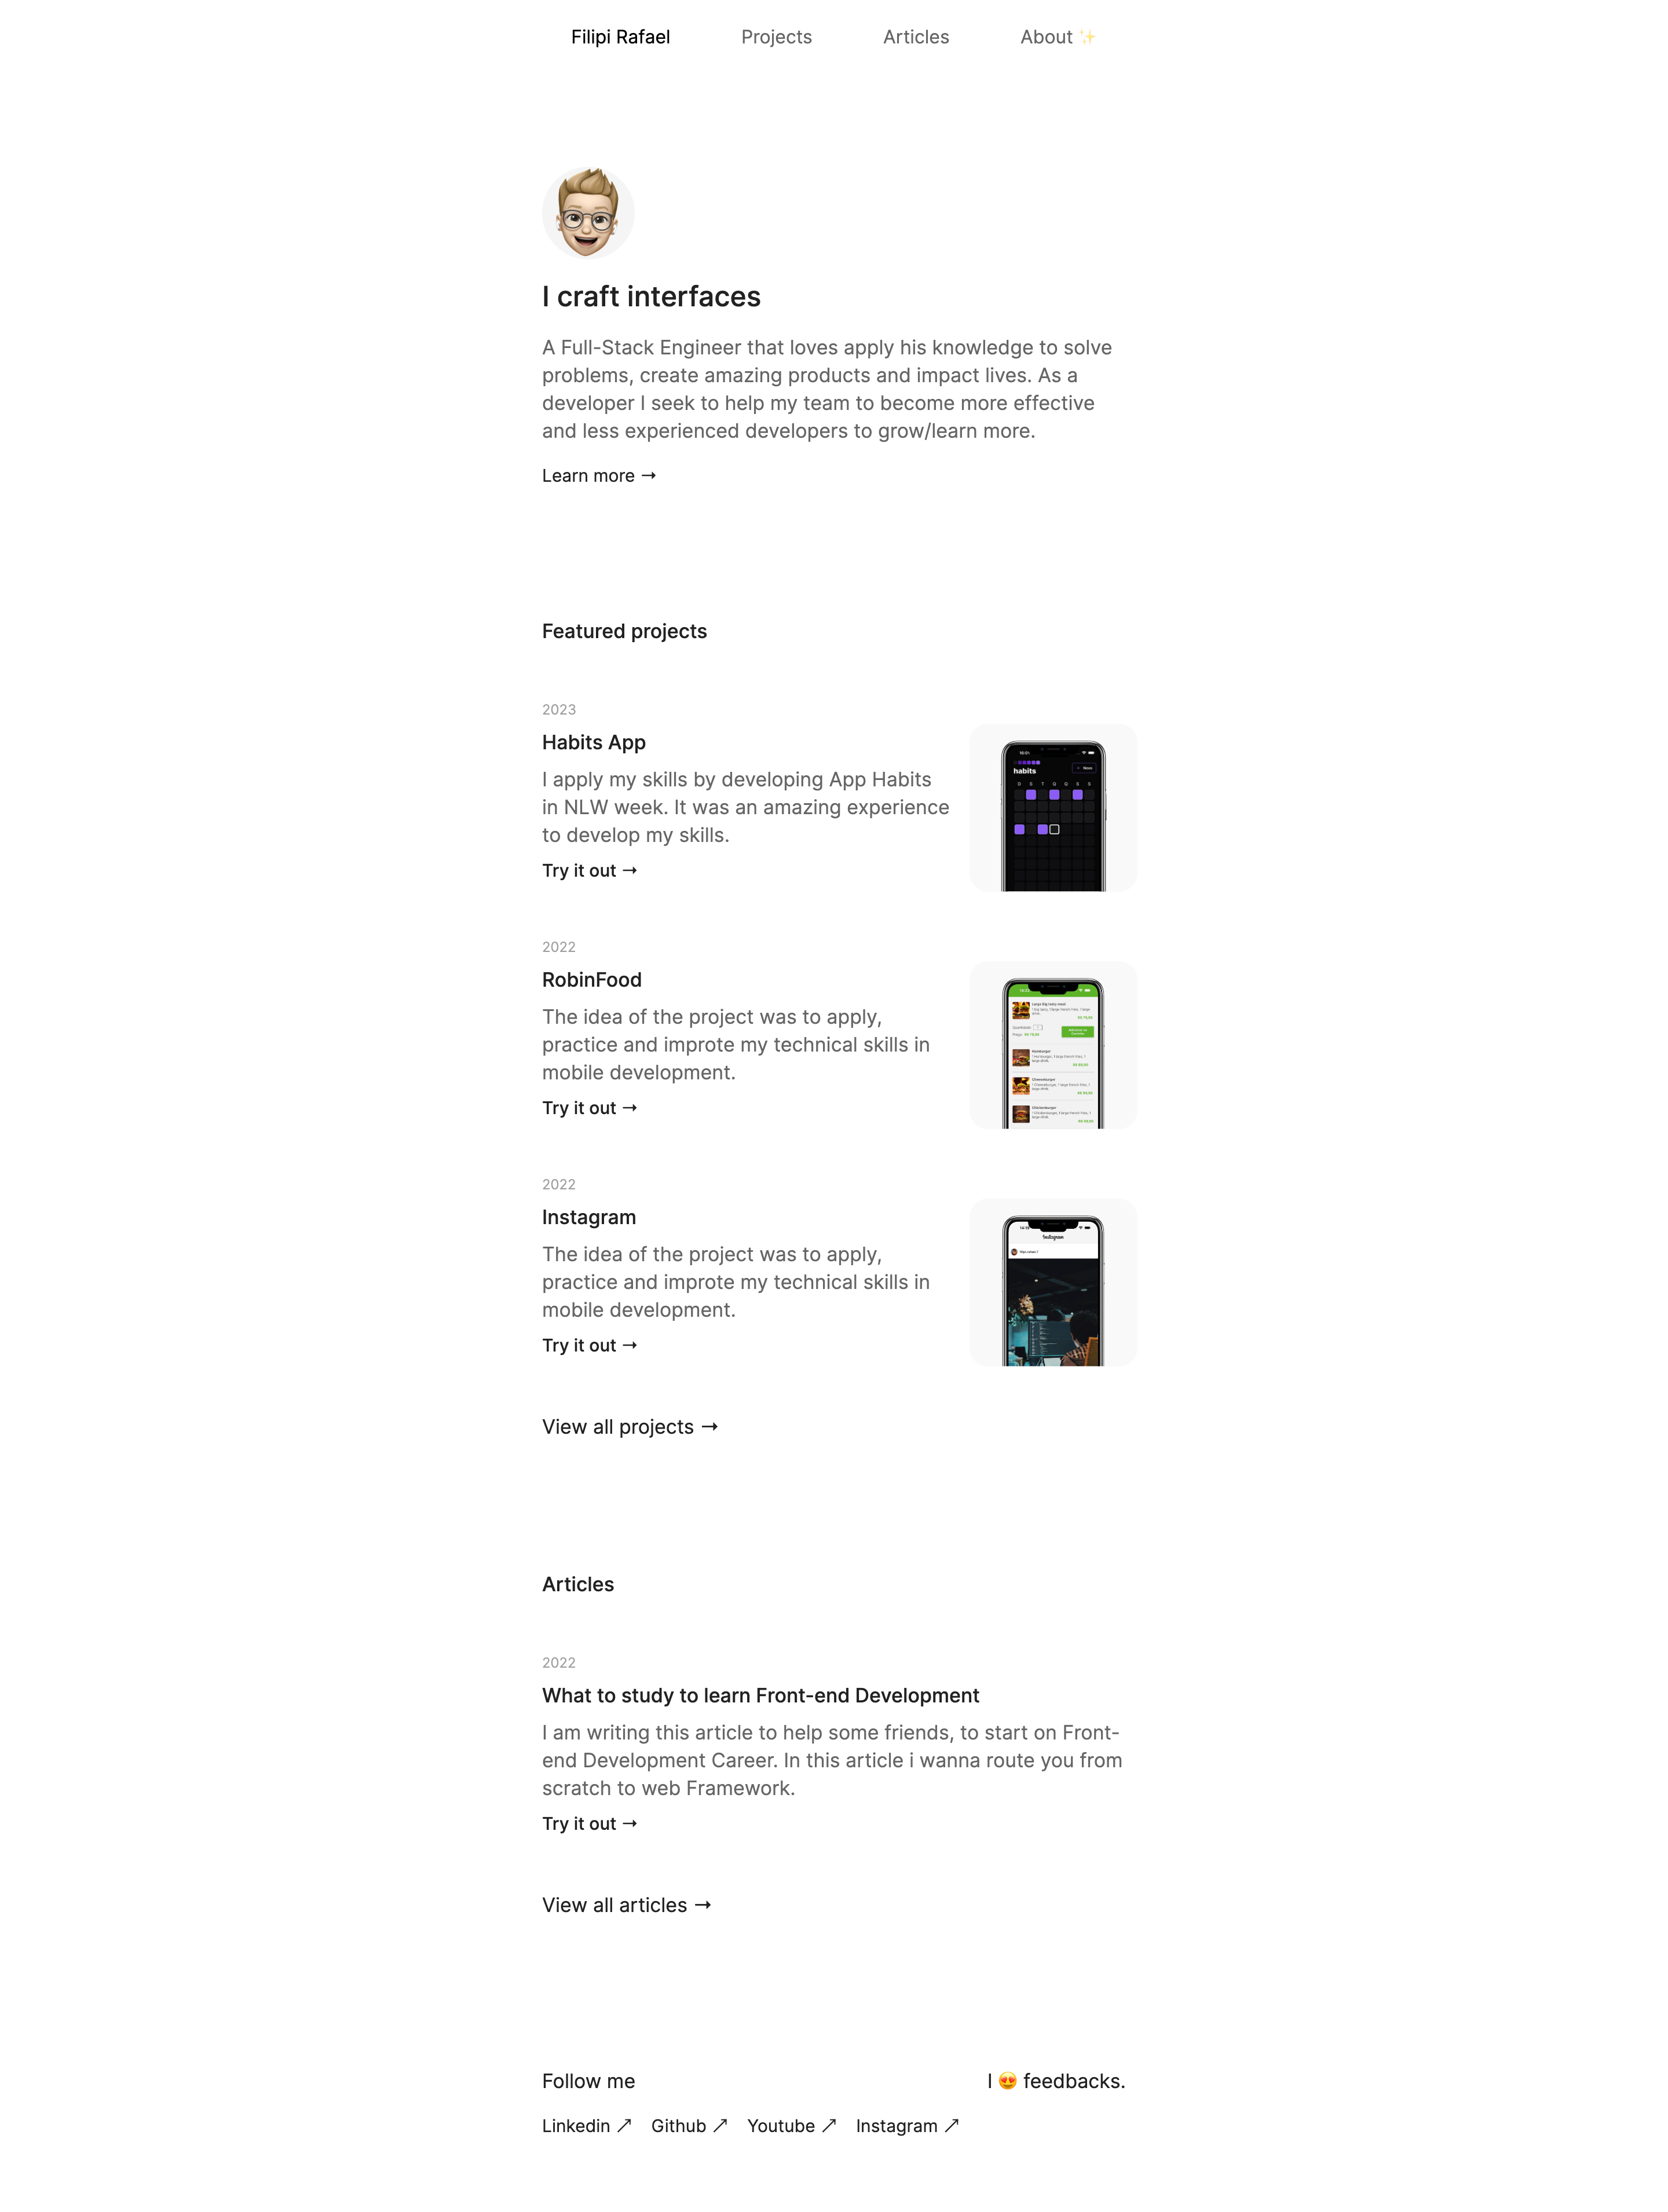 Filipi Rafael
Projects
Articles
About ✨
I craft interfaces
A Full-Stack Engineer that loves apply his knowledge to solve
problems, create amazing products and impact lives. As a
developer I seek to help my team to become more effective
and less experienced developers to grow/learn more.
Learn more →
Featured projects
2023
Habits App
I apply my skills by developing App Habits
in NLW week. It was an amazing experience
to develop my skills.
Try it out →
habits
2022
RobinFood
The idea of the project was to apply,
practice and improte my technical skills in
mobile development.
Try it out →
2022
Instagram
The idea of the project was to apply,
practice and improte my technical skills in
mobile development.
Try it out →
Instagram
View all projects →
Articles
2022
What to study to learn Front-end Development
I am writing this article to help some friends, to start on Front-
end Development Career. In this article i wanna route you from
scratch to web Framework.
Try it out →
View all articles →
Follow me
I 😍 feedbacks.
Linkedin ↗ Github ↗ Youtube ↗ Instagram ↗